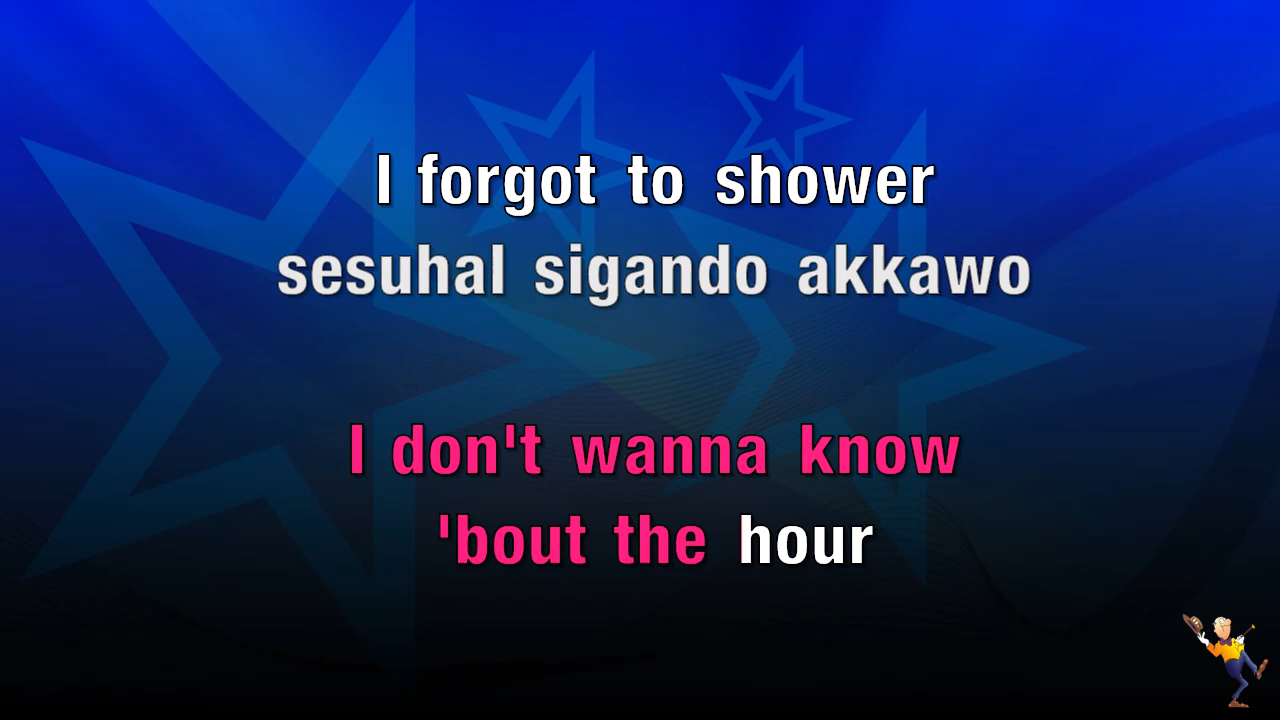 I forgot to shower
sesuhal sigando akkawo
I don't wanna know
'bout the hour